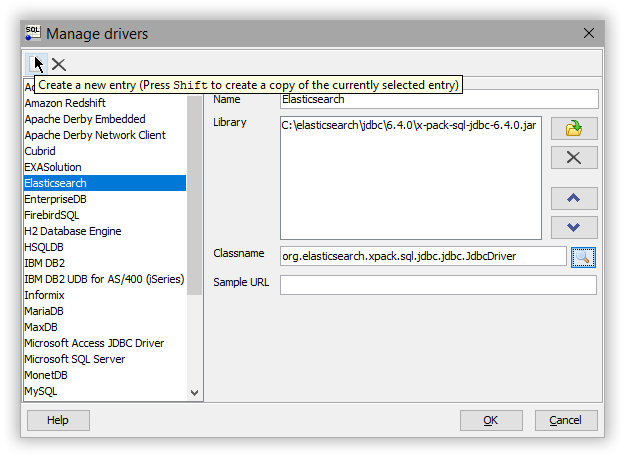 SQL
Manage drivers
Create a new entry (Press Shift to create a copy of the currently selected entry)
Amazon Redshift
Apache Derby Embedded
Apache Derby Network Client
Cubrid
EXASolution
Elasticsearch
EnterpriseDB
FirebirdSQL
H2 Database Engine
HSQLDB
IBM DB2
IBM DB2 UDB for AS/400 (iSeries)
Informix
MariaDB
MaxDB
Microsoft Access JDBC Driver
Microsoft SQL Server
MonetDB
MySQL
Name
Elasticsearch
Library
C:\elasticsearch\jdbc\6.4.0\x-pack-sql-jdbc-6.4.0.jar
Classname
org.elasticsearch.xpack.sql.jdbc.jdbc.JdbcDriver
Sample URL
Help
OK
Cancel